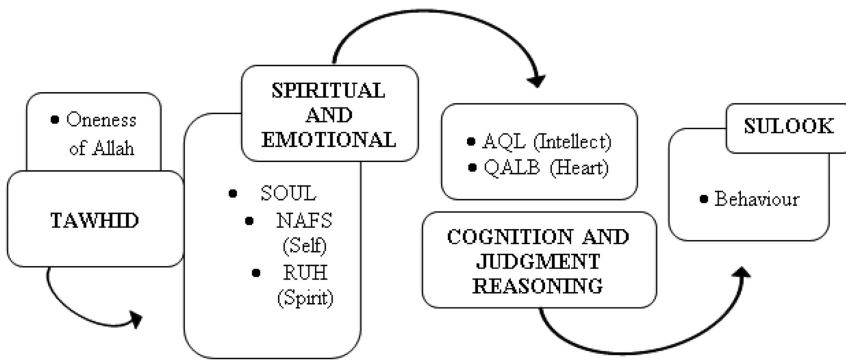 • Oneness
of Allah
TAWHID
SPIRITUAL
AND
EMOTIONAL
• SOUL
• NAFS
(Self)
• RUH
(Spirit)
• AQL (Intellect)
• QALB (Heart)
COGNITION AND
JUDGMENT
REASONING
SULOOK
• Behaviour